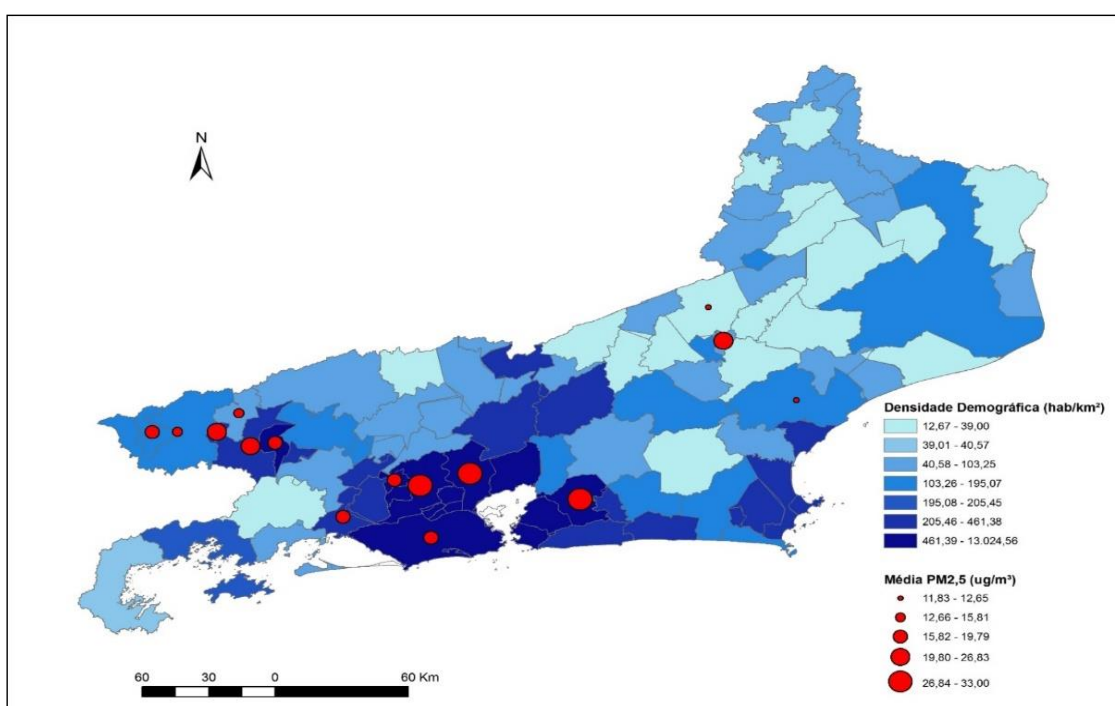 N
Densidade Demográfica (hab/km²)
12,67 - 39,00
39,01 - 40,57
40,58 - 103,25
103,26 - 195,07
195,08 - 205,45
205,46 - 461,38
461,39 - 13.024,56
Média PM2,5 (ug/m³)
11,83 - 12,65
12,66 - 15,81
15,82 - 19,79
19,80 - 26,83
26,84 - 33,00
60 30 0 60 Km